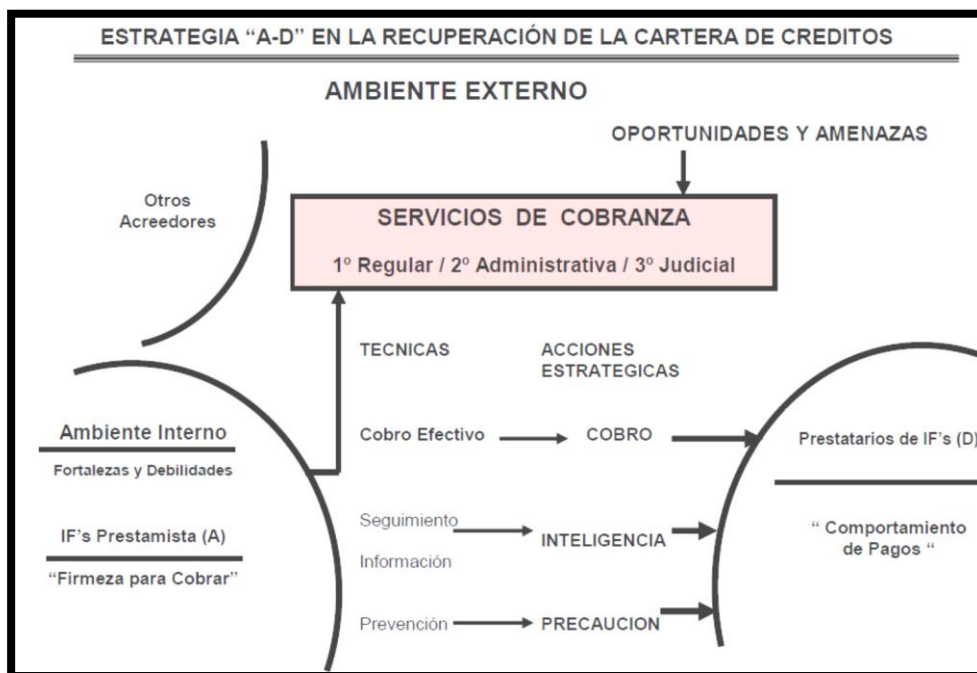 ESTRATEGIA “A-D” EN LA RECUPERACIÓN DE LA CARTERA DE CREDITOS
AMBIENTE EXTERNO
OPORTUNIDADES Y AMENAZAS
Otros
Acreedores
SERVICIOS DE COBRANZA
1º Regular / 2º Administrativa / 3º Judicial
TECNICAS
ACCIONES
ESTRATEGICAS
Ambiente Interno
Fortalezas y Debilidades
IF's Prestamista (A)
“Firmeza para Cobrar”
Cobro Efectivo
COBRO
Seguimiento
Información
INTELIGENCIA
Prevención
PRECAUCION
Prestatarios de IF's (D)
“ Comportamiento
de Pagos “